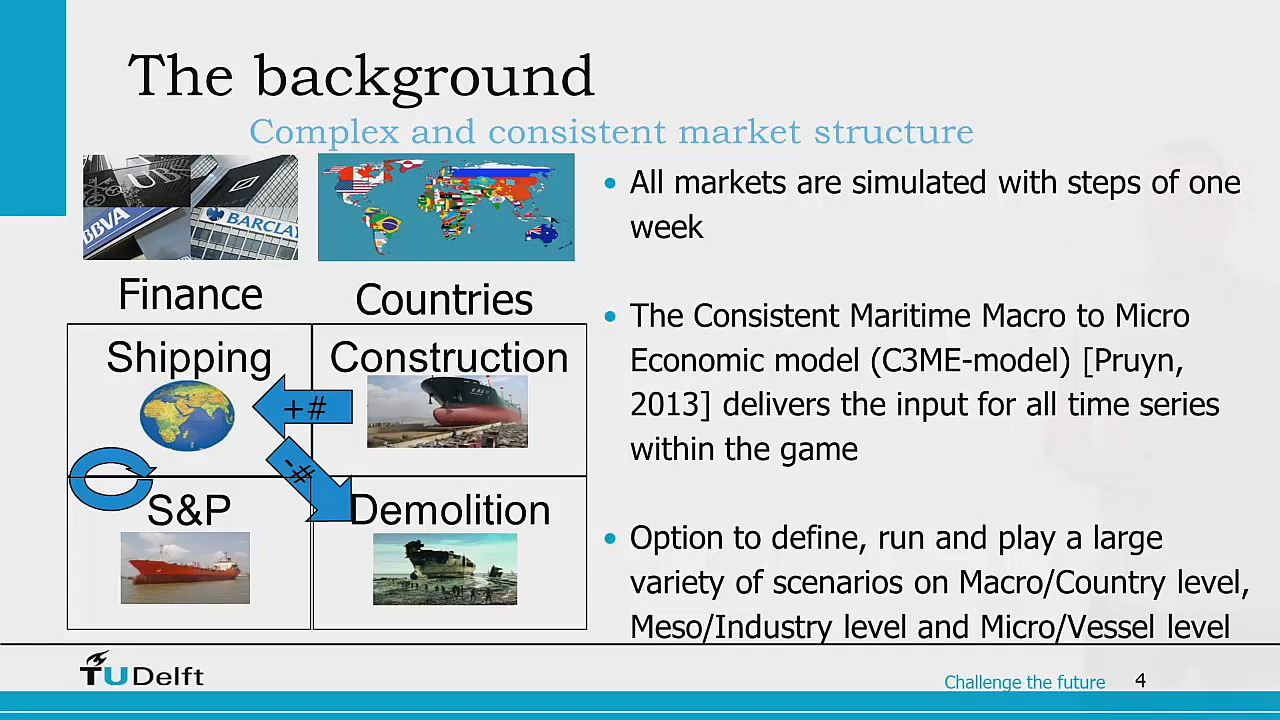 The background
Complex and consistent market structure
UB
BBVA
BARCLA
Finance
Countries
Shipping
Construction
+#
-#
S&P
Demolition
• All markets are simulated with steps of one
week
• The Consistent Maritime Macro to Micro
Economic model (C3ME-model) [Pruyn,
2013] delivers the input for all time series
within the game
• Option to define, run and play a large
variety of scenarios on Macro/Country level,
Meso/Industry level and Micro/Vessel level
TU Delft
Challenge the future
4